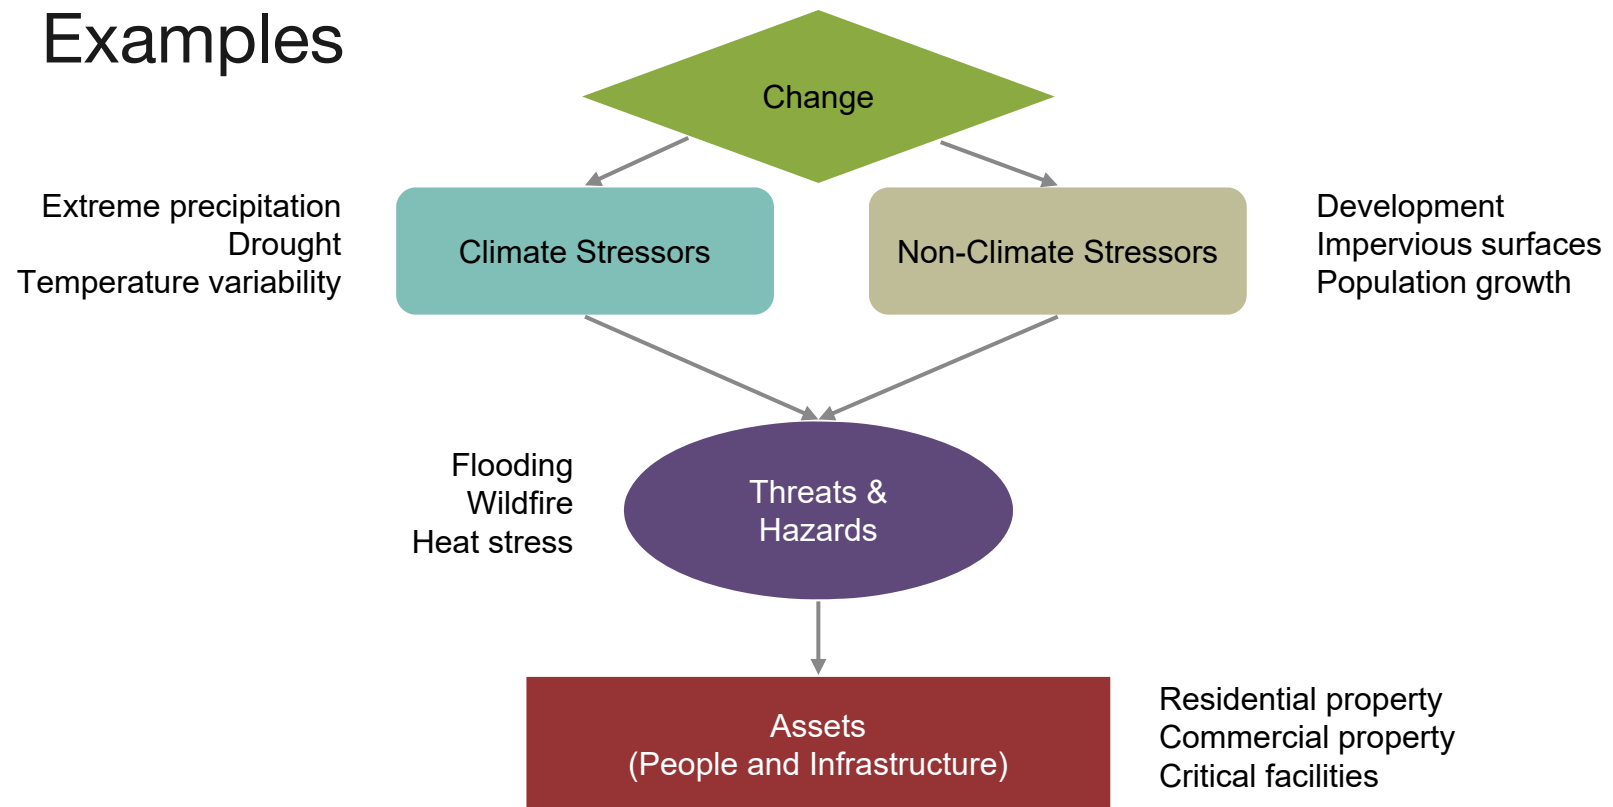 Examples
Change
Extreme precipitation
Drought
Temperature variability
Climate Stressors
Non-Climate Stressors
Development
Impervious surfaces
Population growth
Flooding
Wildfire
Heat stress
Threats &
Hazards
Assets
(People and Infrastructure)
Residential property
Commercial property
Critical facilities